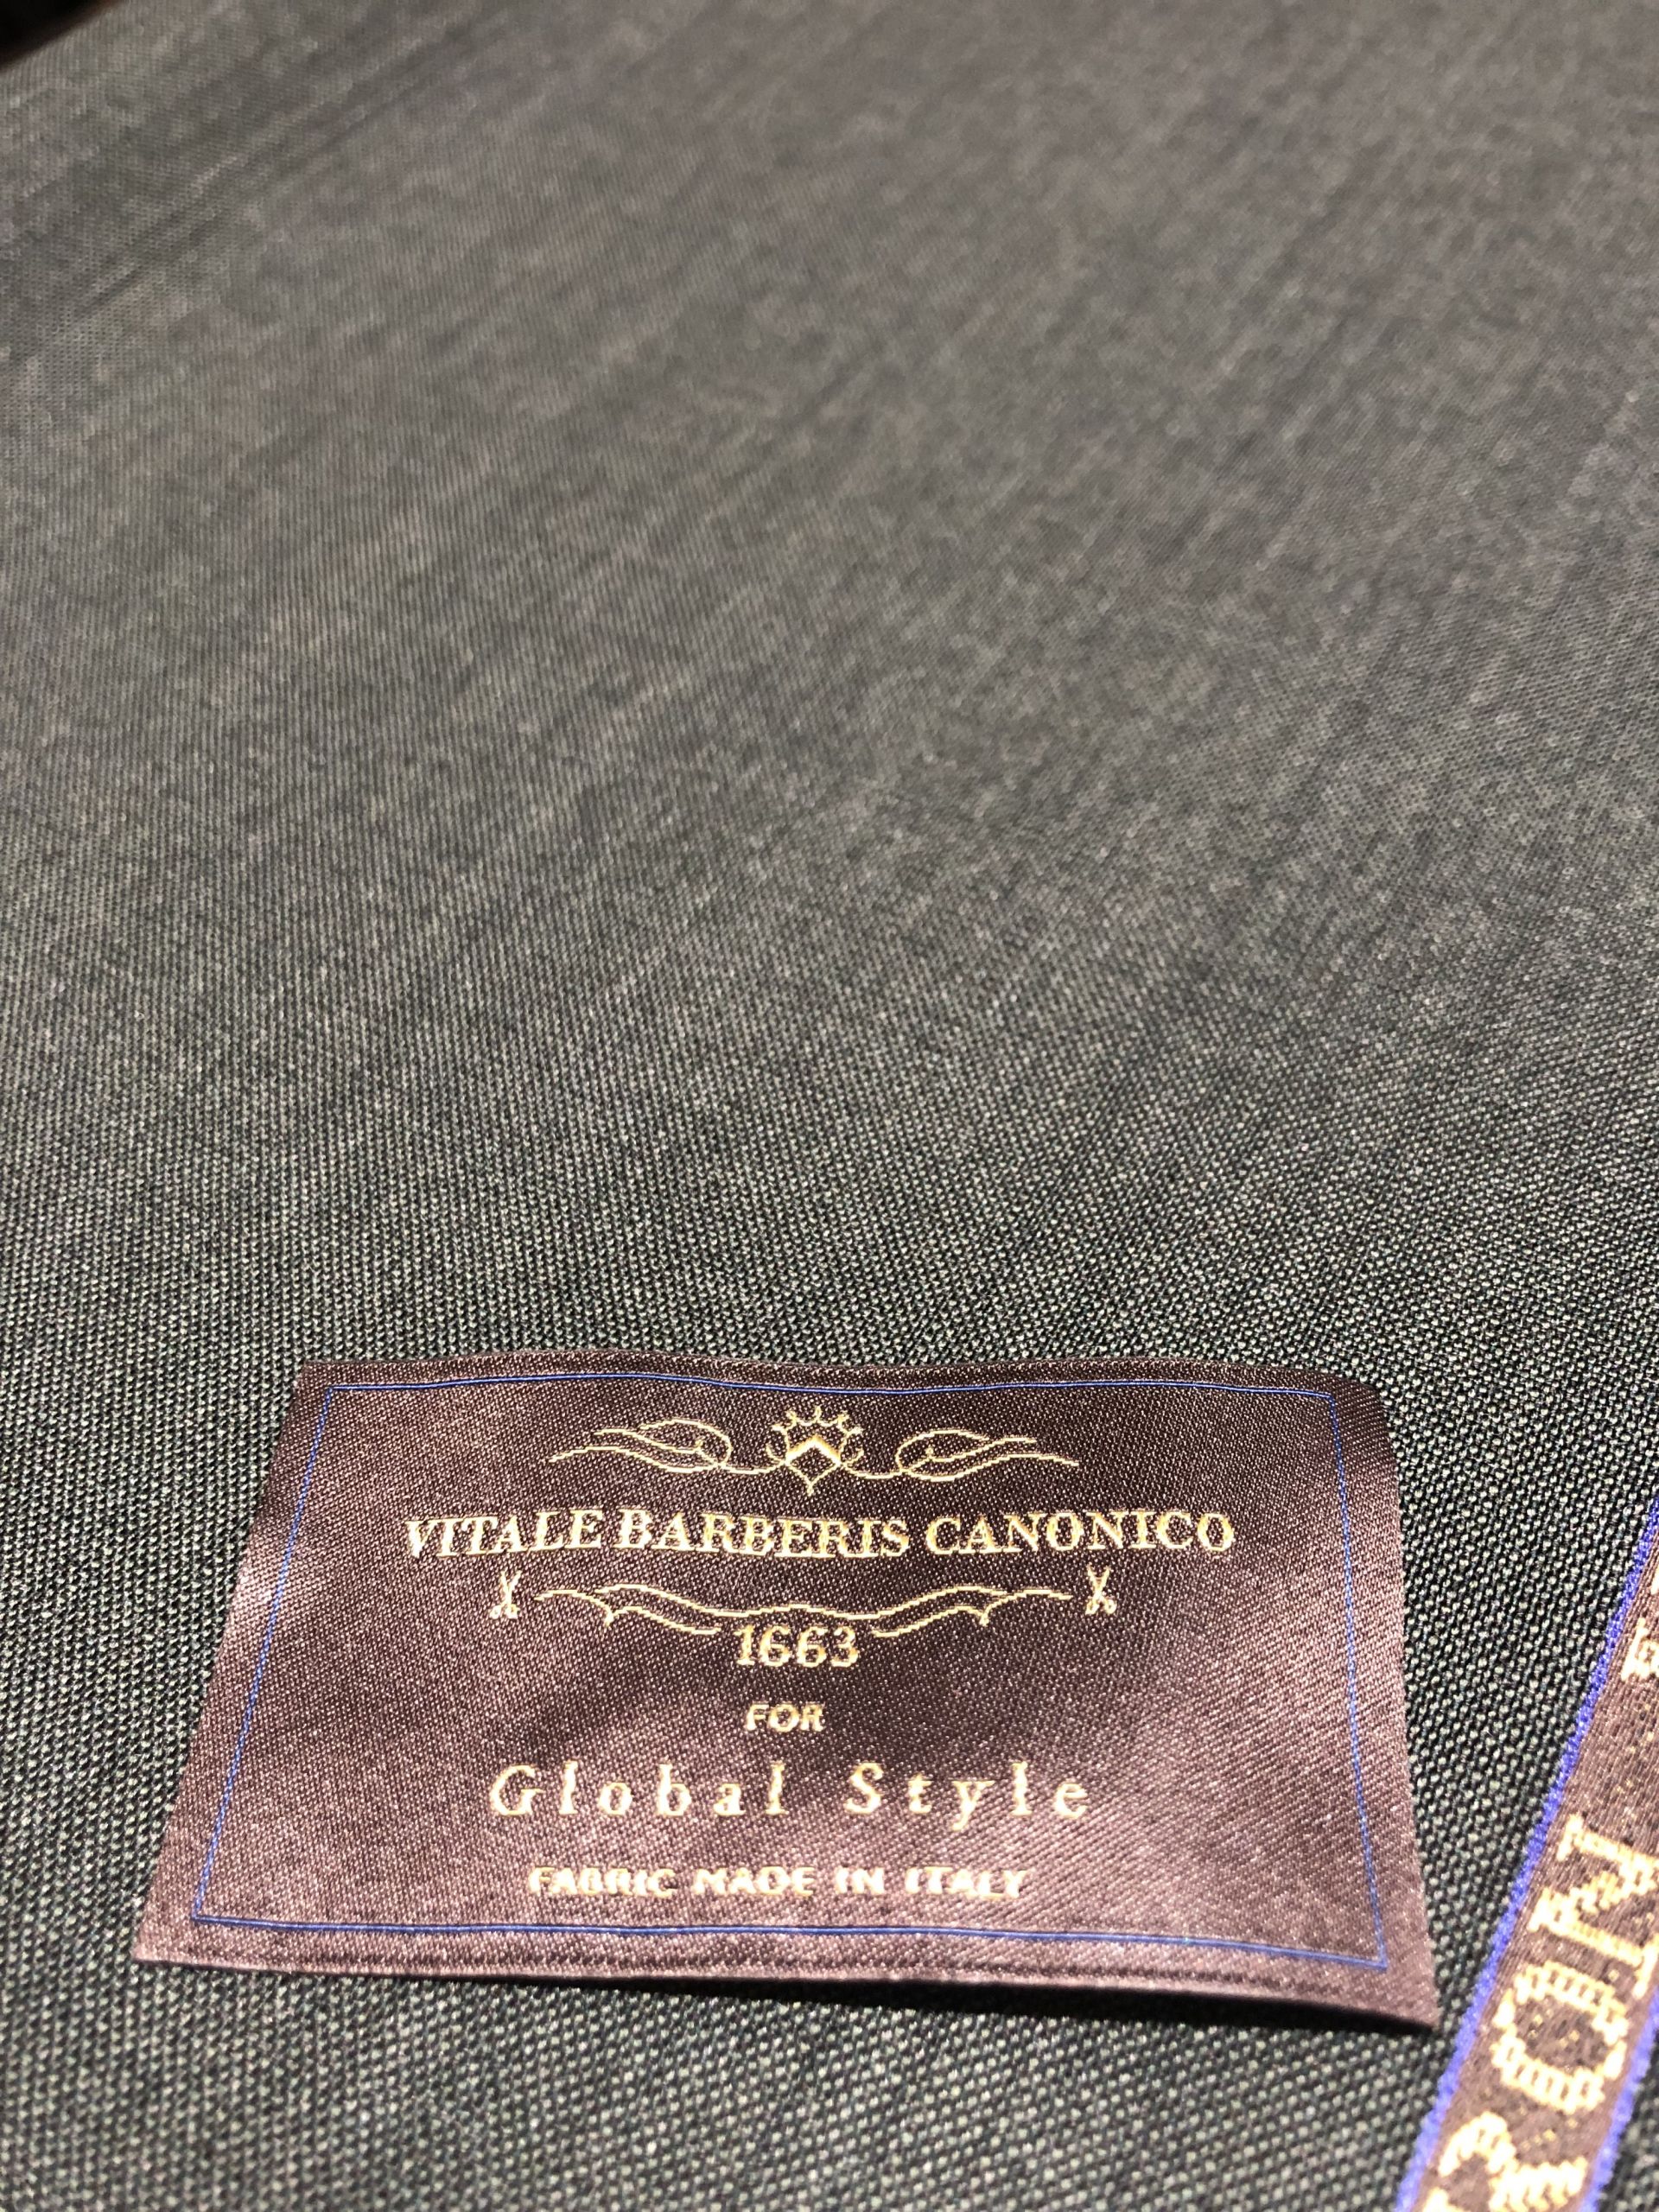 VITALE BARBERIS CANONICO
1663
FOR
Global Style
FABRIC MADE IN ITALY